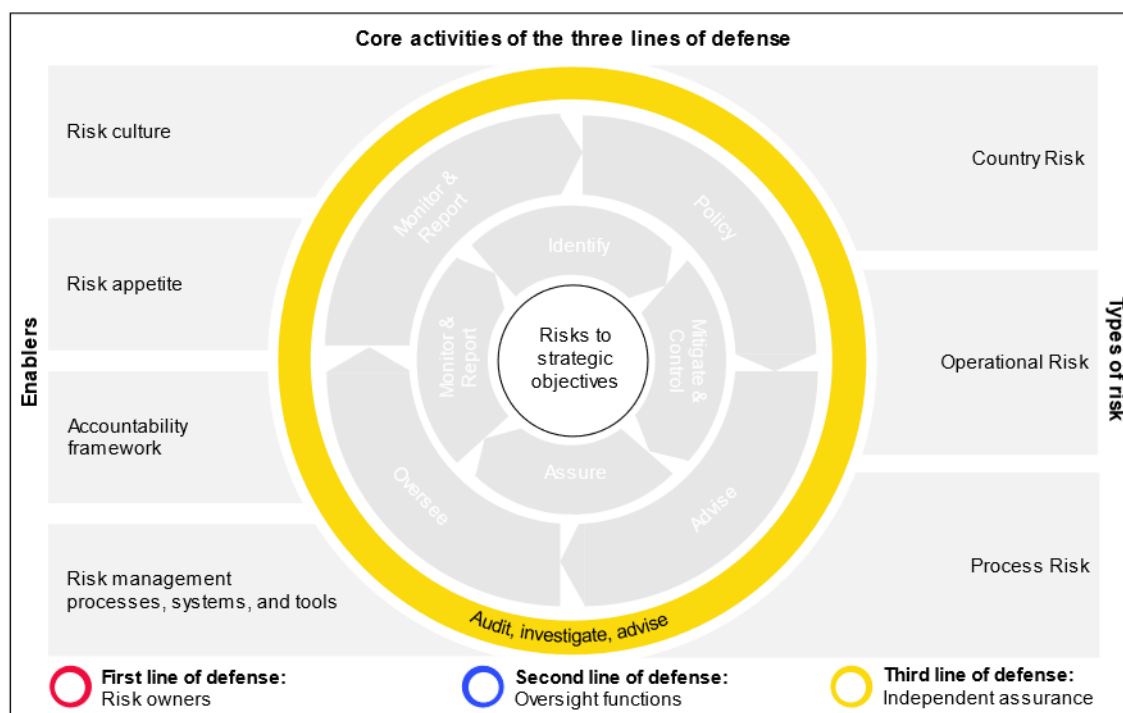 Core activities of the three lines of defense
Enablers
Risk culture
Risk appetite
Accountability
framework
Risk management
processes, systems, and tools
Monitor &
Report
Policy
Advise
Oversee
Identify
Mitigate &
Control
Assure
Monitor &
Report
Risks to
strategic
objectives
Audit, investigate, advise
Country Risk
Operational Risk
Process Risk
Types of risk
First line of defense:
Risk owners
Second line of defense:
Oversight functions
Third line of defense:
Independent assurance